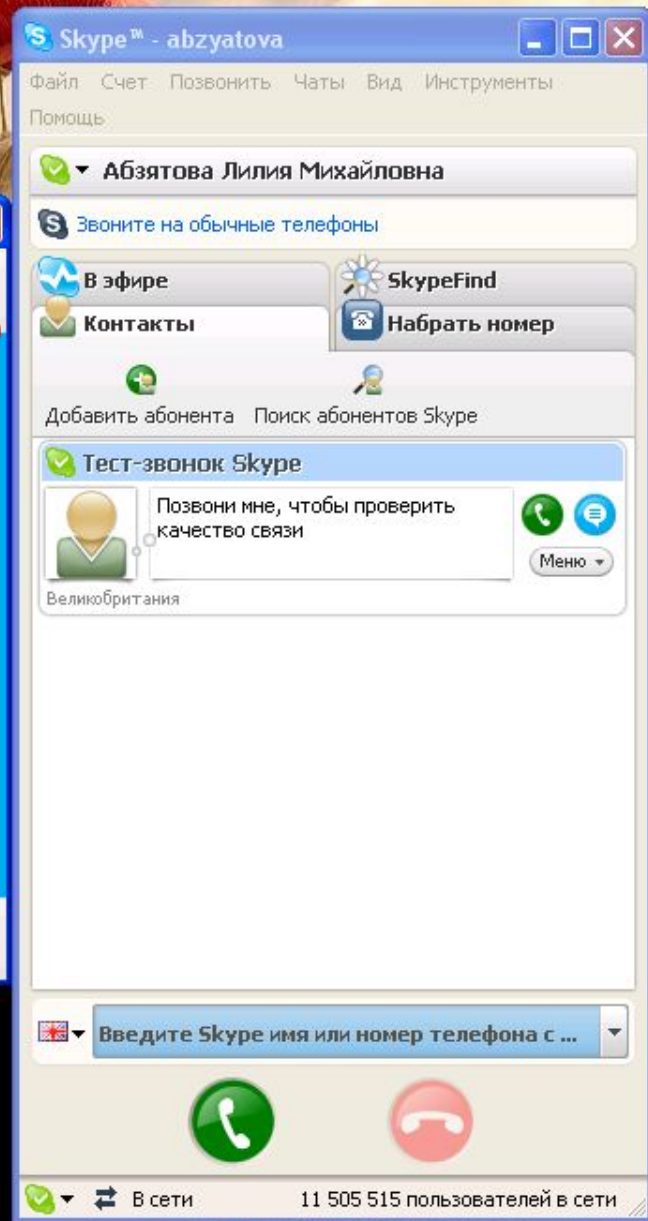 Skype™ - abzyatova
Файл Счет Позвонить Чаты Вид Инструменты
Помощь
Абзятова Лилия Михайловна
Звоните на обычные телефоны
В эфире SkypeFind
Контакты Набрать номер
Добавить абонента Поиск абонентов Skype
Тест-звонок Skype
Позвони мне, чтобы проверить
качество связи
Меню
Великобритания
Введите Skype имя или номер телефона с ...
В сети 11 505 515 пользователей в сети